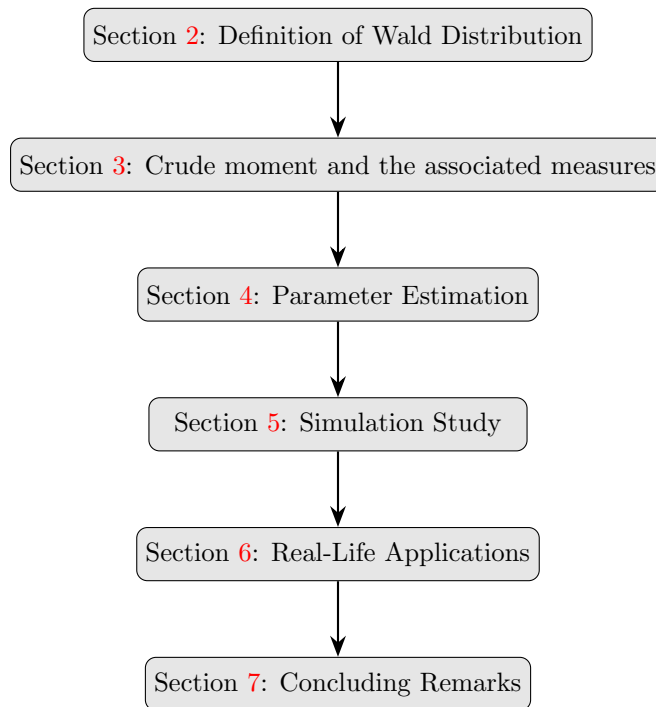 Section 2: Definition of Wald Distribution
Section 3: Crude moment and the associated measures
Section 4: Parameter Estimation
Section 5: Simulation Study
Section 6: Real-Life Applications
Section 7: Concluding Remarks